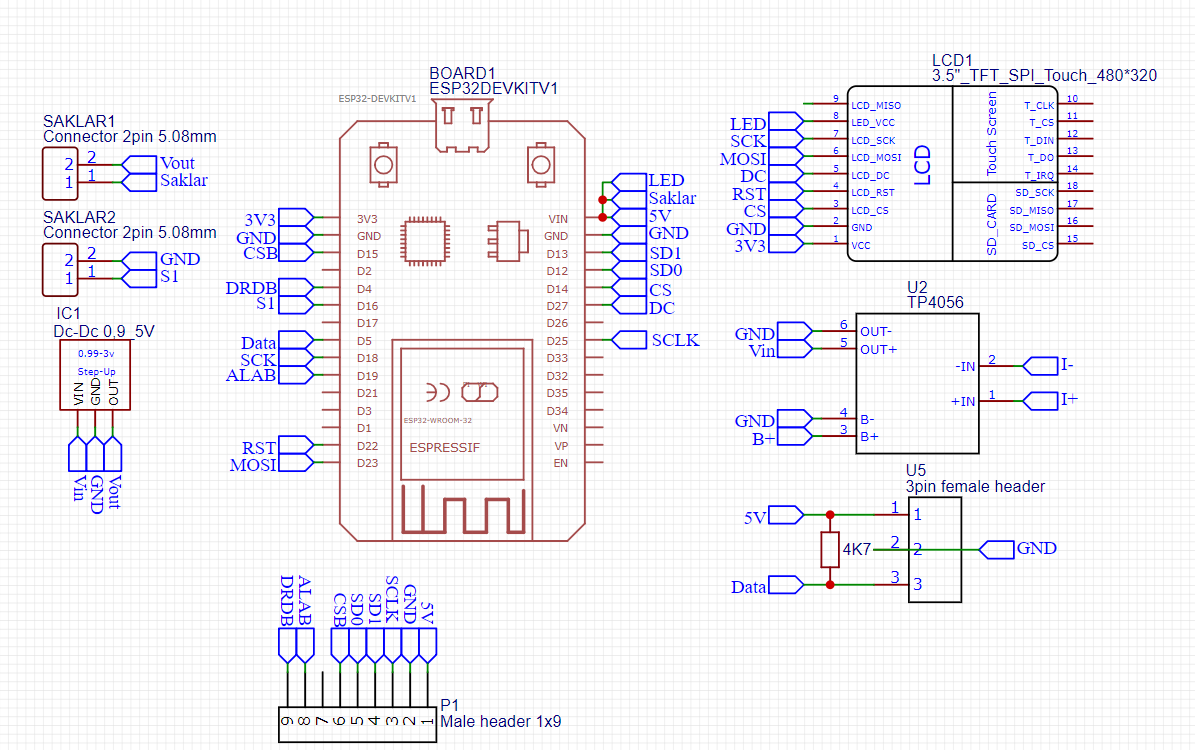 SAKLAR1
Connector 2pin 5.08mm
2 2 Vout
1 1 Saklar
SAKLAR2
Connector 2pin 5.08mm
2 2 GND
1 1 S1
IC1
Dc-Dc 0,9_5V
0.99-3v
Step-Up
VIN GND OUT
Vin GND Vout
BOARD1
ESP32DEVKITV1
ESP32-DEVKITV1
3V3 3V3
GND GND
CSB D15
D2
DRDB D4
S1 D16
D17
Data D5
SCK D18
ALAB D19
D21
D3
D1
RST D22
MOSI D23
LED
Saklar
VIN 5V
GND GND
D13 SD1
D12 SD0
D14 CS
D27 DC
D26
D25 SCLK
D33
D32
D35
D34
VN
VP
EN
ESP32-WROOM-32
ESPRESSIF
LCD1
3.5"_TFT_SPI_Touch_480*320
9 LCD_MISO
LED 8 LED_VCC
SCK 7 LCD_SCK
MOSI 6 LCD_MOSI
DC 5 LCD_DC
RST 4 LCD_RST
CS 3 LCD_CS
GND 2 GND
3V3 1 VCC
LCD
Touch Screen
SD_CARD
T_CLK 10
T_CS 11
T_DIN 12
T_DO 13
T_IRQ 14
SD_SCK 18
SD_MISO 17
SD_MOSI 16
SD_CS 15
U2
TP4056
GND 6 OUT-
Vin 5 OUT+
-IN 2 I-
+IN 1 I+
GND 4 B-
B+ 3 B+
U5
3pin female header
5V 1 1
4K7 2 2 GND
Data 3 3
DRDB ALAB CSB SD0 SD1 SCLK GND 5V
9 8 7 6 5 4 3 2 1
P1
Male header 1x9